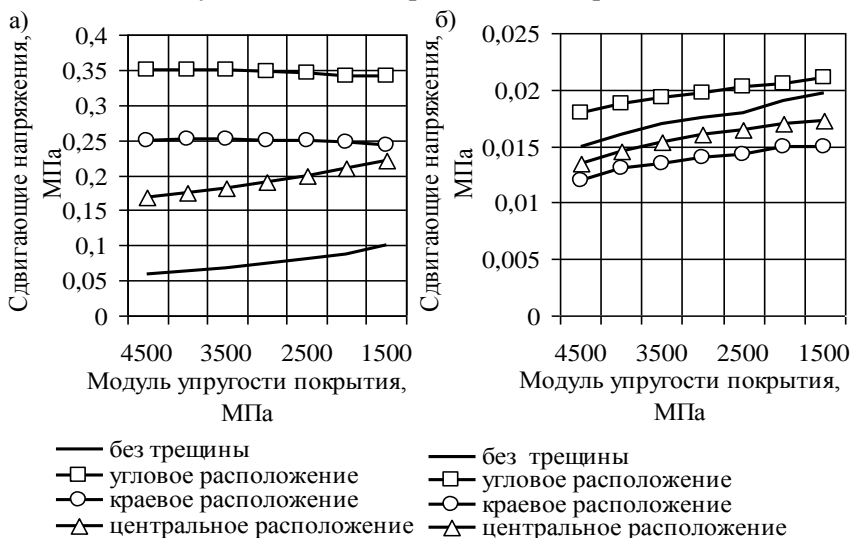 а)
Сдвигающие напряжения,
МПа
0,4
0,35
0,3
0,25
0,2
0,15
0,1
0,05
0
4500 3500 2500 1500
Модуль упругости покрытия,
МПа
без трещины
угловое расположение
краевое расположение
центральное расположение
б)
Сдвигающие напряжения,
МПа
0,025
0,02
0,015
0,01
0,005
0
4500 3500 2500 1500
Модуль упругости покрытия,
МПа
без трещины
угловое расположение
краевое расположение
центральное расположение